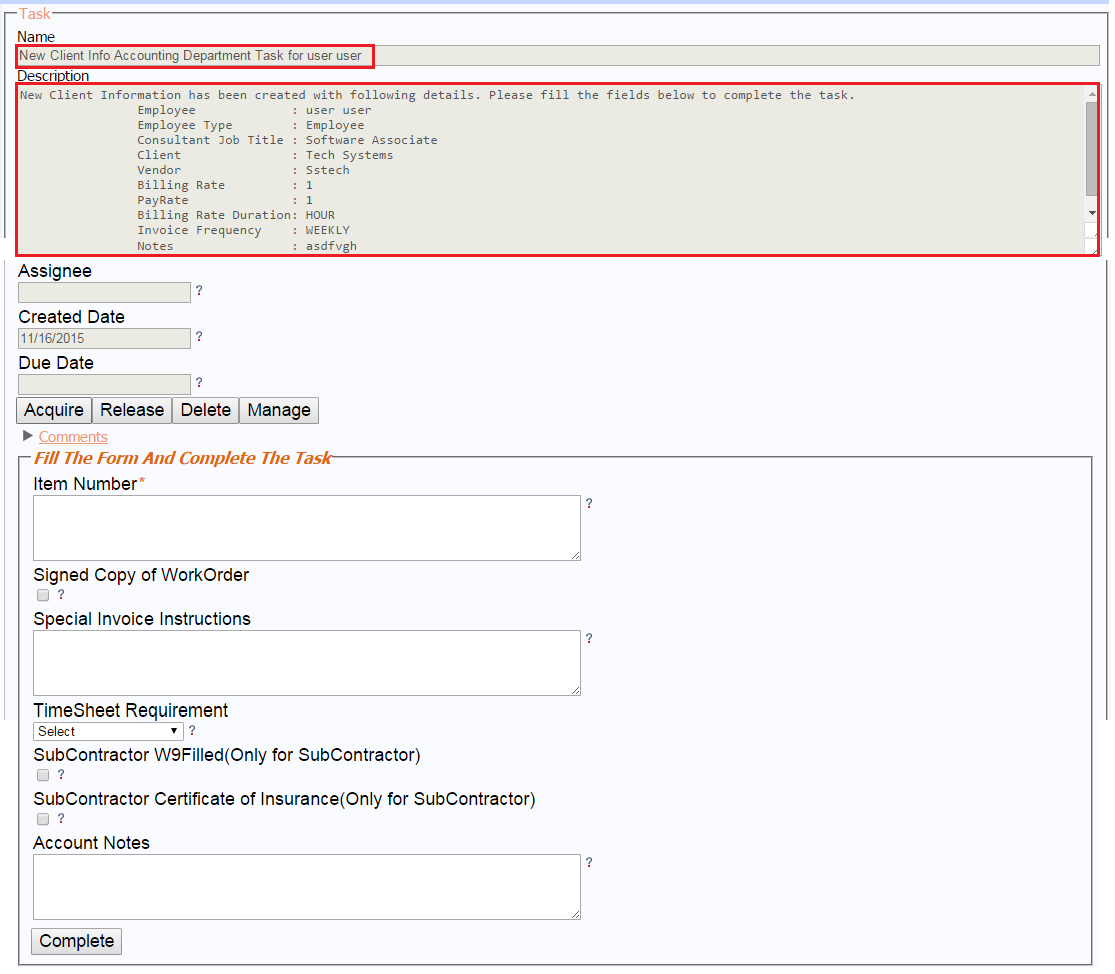 Task
Name
New Client Info Accounting Department Task for user user
Description
New Client Information has been created with following details. Please fill the fields below to complete the task.
Employee : user user
Employee Type : Employee
Consultant Job Title : Software Associate
Client : Tech Systems
Vendor : Sstech
Billing Rate : 1
PayRate : 1
Billing Rate Duration: HOUR
Invoice Frequency : WEEKLY
Notes : asdfvgh
Assignee
?
Created Date
11/16/2015 ?
Due Date
?
Acquire Release Delete Manage
Comments
Fill The Form And Complete The Task
Item Number*
?
Signed Copy of WorkOrder
?
Special Invoice Instructions
?
TimeSheet Requirement
Select ?
SubContractor W9Filled(Only for SubContractor)
?
SubContractor Certificate of Insurance(Only for SubContractor)
?
Account Notes
?
Complete